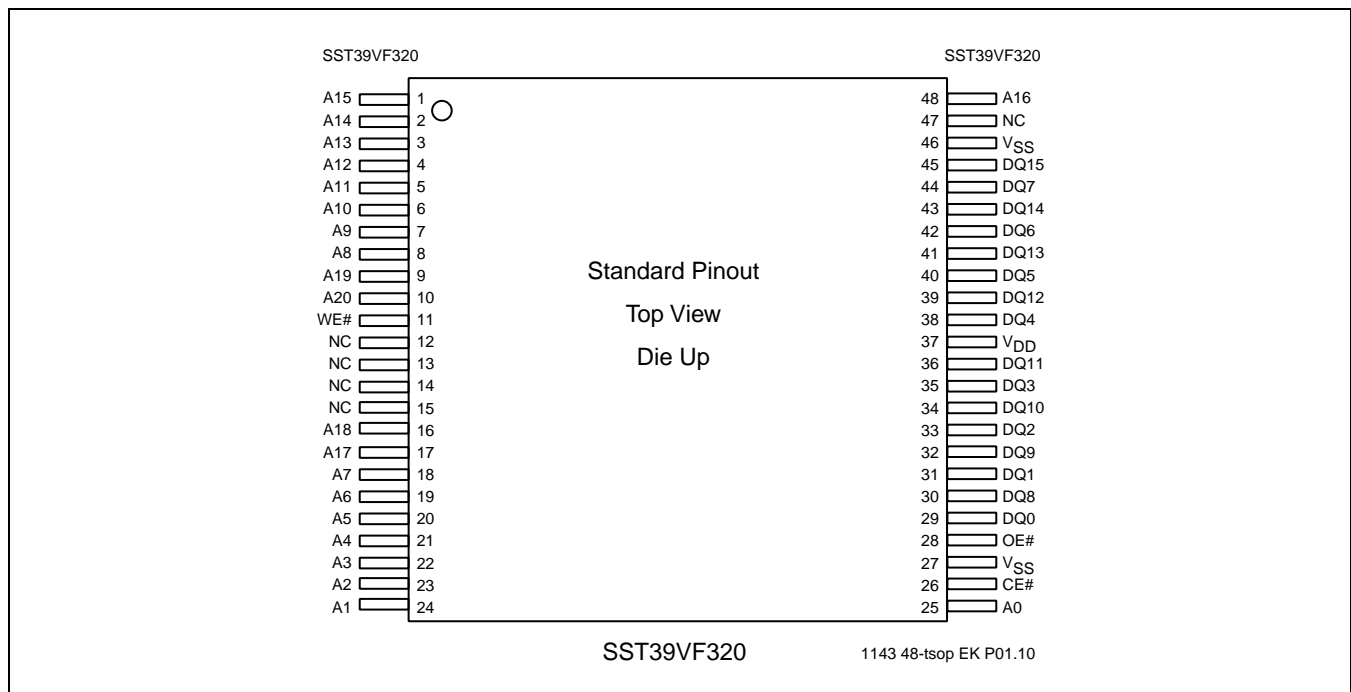 SST39VF320 SST39VF320
A15 1 48 A16
A14 2 47 NC
A13 3 46 VSS
A12 4 45 DQ15
A11 5 44 DQ7
A10 6 43 DQ14
A9 7 42 DQ6
A8 8 41 DQ13
A19 9 40 DQ5
A20 10 39 DQ12
WE# 11 38 DQ4
NC 12 37 VDD
NC 13 36 DQ11
NC 14 35 DQ3
NC 15 34 DQ10
A18 16 33 DQ2
A17 17 32 DQ9
A7 18 31 DQ1
A6 19 30 DQ8
A5 20 29 DQ0
A4 21 28 OE#
A3 22 27 VSS
A2 23 26 CE#
A1 24 25 A0
Standard Pinout
Top View
Die Up
SST39VF320
1143 48-tsop EK P01.10